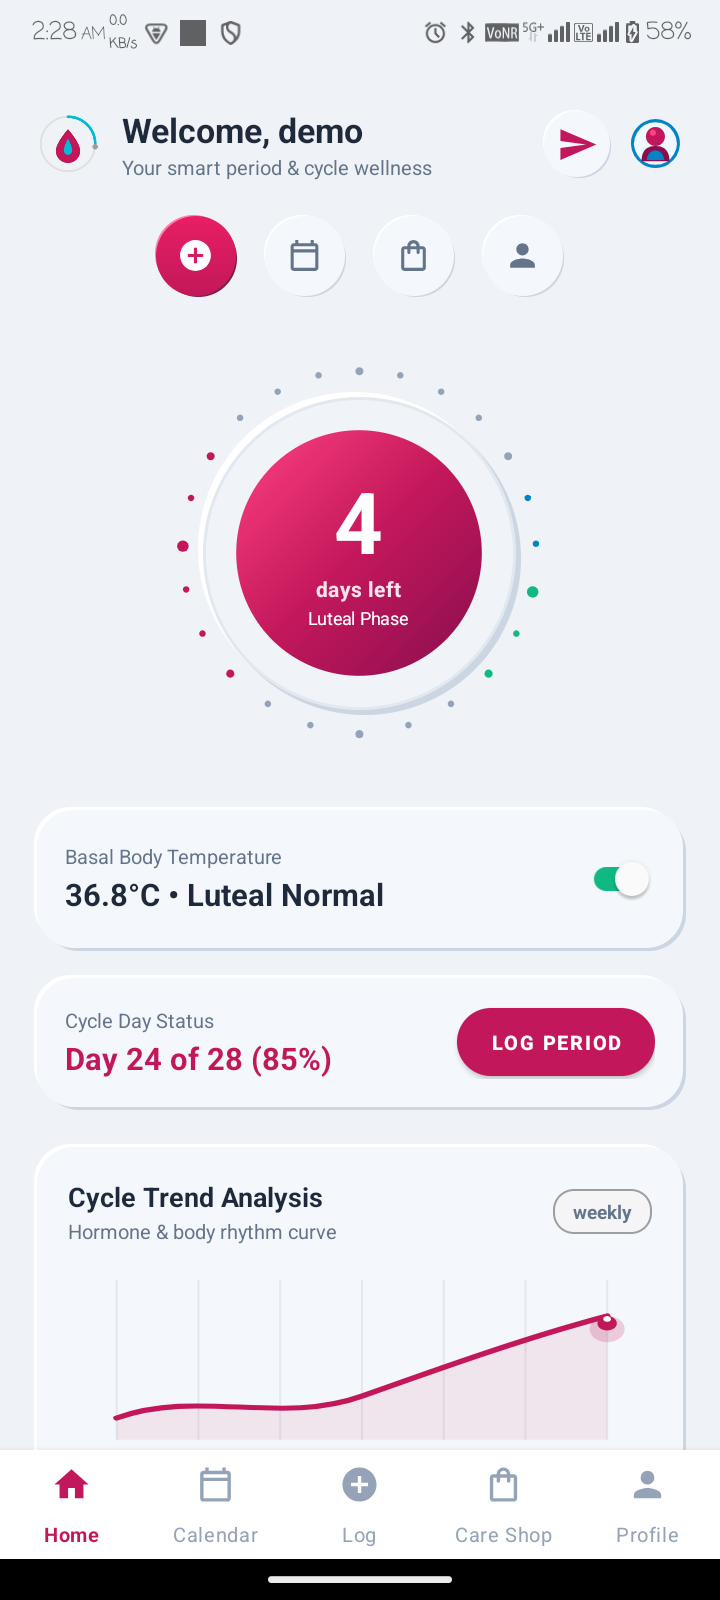 2:28 AM 0.0 KB/s VoNR 5G+ Vo LTE 58%
Welcome, demo
Your smart period & cycle wellness
4
days left
Luteal Phase
Basal Body Temperature
36.8°C • Luteal Normal
Cycle Day Status
Day 24 of 28 (85%)
LOG PERIOD
Cycle Trend Analysis
Hormone & body rhythm curve
weekly
Home Calendar Log Care Shop Profile